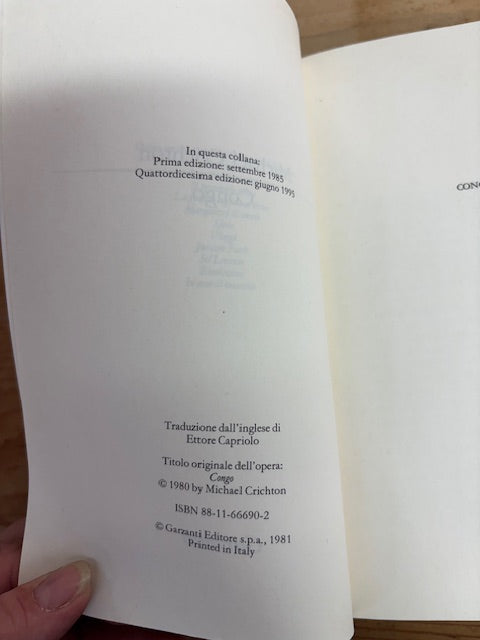 In questa collana:
Prima edizione: settembre 1985
Quattordicesima edizione: giugno 1995
Traduzione dall'inglese di
Ettore Capriolo
Titolo originale dell'opera:
Congo
© 1980 by Michael Crichton
ISBN 88-11-66690-2
© Garzanti Editore s.p.a., 1981
Printed in Italy
CONG